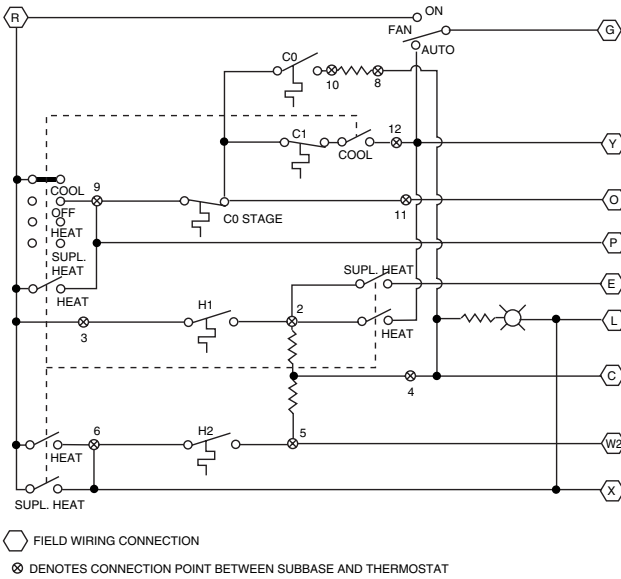 R
ON
FAN
G
AUTO
C0
10
8
C1
12
COOL
Y
COOL
9
OFF
HEAT
SUPL.
HEAT
C0 STAGE
11
O
P
HEAT
SUPL. HEAT
E
H1
2
HEAT
3
L
4
C
6
H2
5
HEAT
W2
SUPL. HEAT
X
FIELD WIRING CONNECTION
DENOTES CONNECTION POINT BETWEEN SUBBASE AND THERMOSTAT